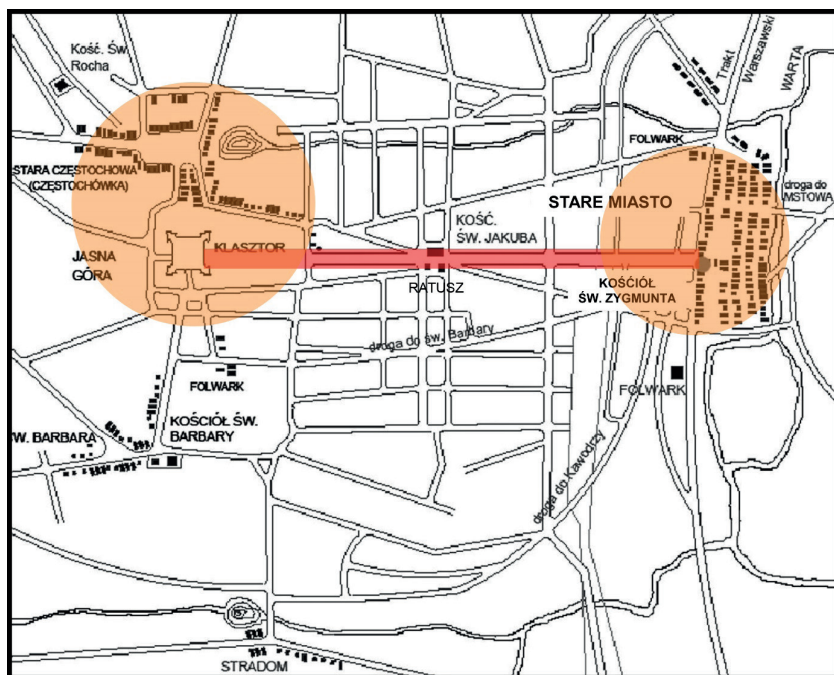 Kość. Św.
Rocha
Trakt
Warszawski
WARTA
FOLWARK
STARA CZĘSTOCHOWA
(CZĘSTOCHÓWKA)
droga do
MSTOWA
STARE MIASTO
KLASZTOR
KOŚĆ.
ŚW. JAKUBA
JASNA
GÓRA
RATUSZ
KOŚĆIÓŁ
ŚW. ZYGMUNTA
droga do św. Barbary
FOLWARK
FOLWARK
KOŚCIÓŁ ŚW.
BARBARY
ŚW. BARBARA
droga do Kawodrzy
STRADOM